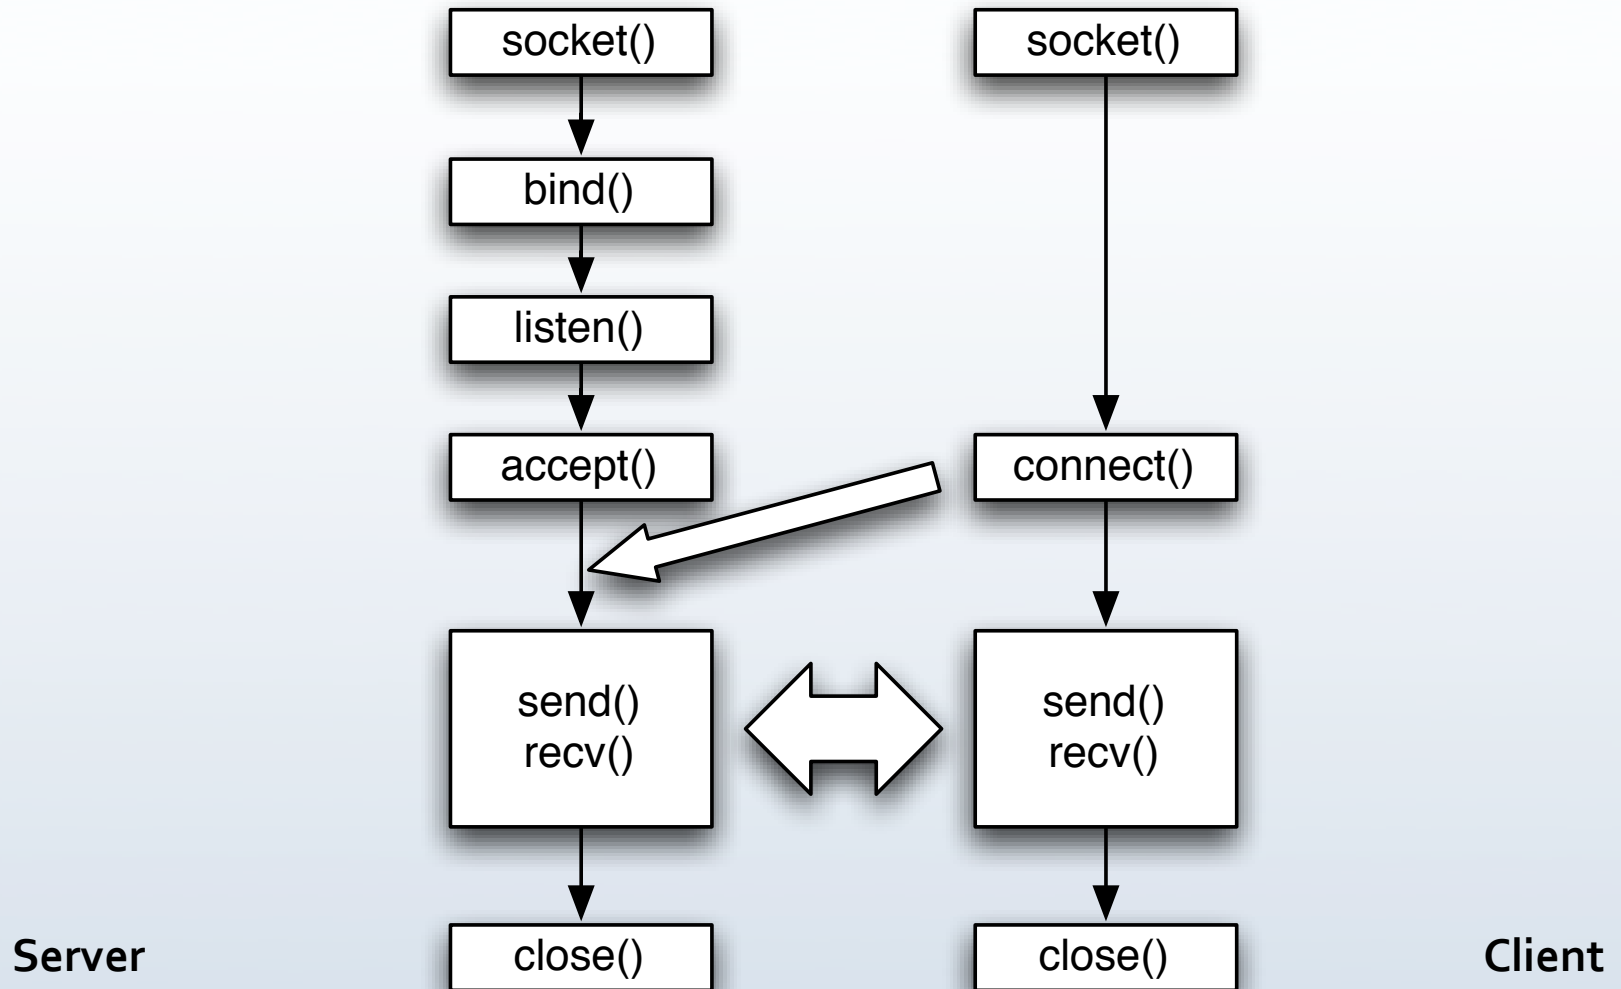 socket()
socket()
bind()
listen()
accept()
connect()
send()
recv()
send()
recv()
Server
close()
close()
Client